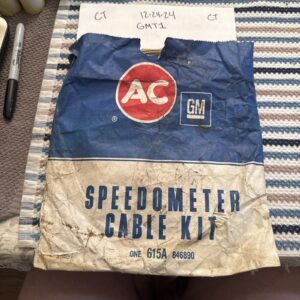 CT 12-24-24 CT
GMT1
AC
®
GM
SPEEDOMETER
CABLE KIT
ONE 615A 846890